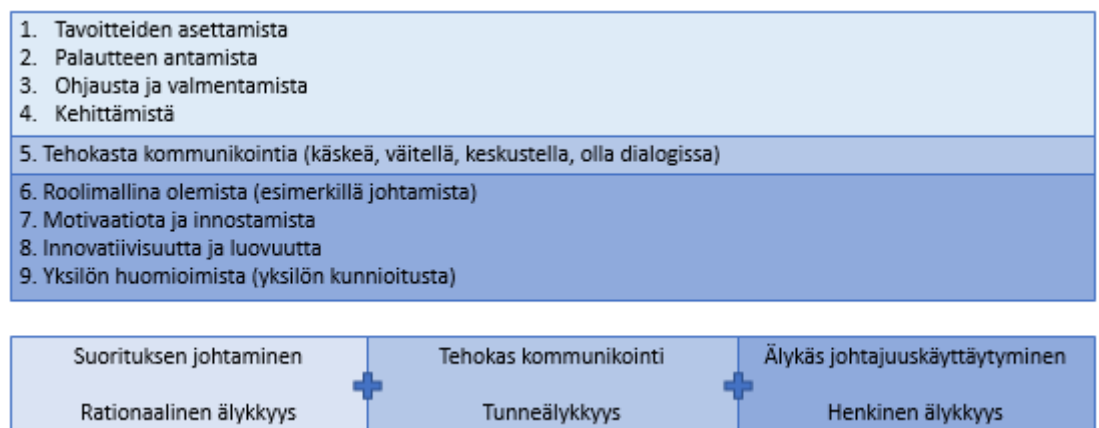 1. Tavoitteiden asettamista
2. Palautteen antamista
3. Ohjausta ja valmentamista
4. Kehittämistä
5. Tehokasta kommunikointia (käskeä, väitellä, keskustella, olla dialogissa)
6. Roolimallina olemista (esimerkillä johtamista)
7. Motivaatiota ja innostamista
8. Innovatiivisuutta ja luovuutta
9. Yksilön huomioimista (yksilön kunnioitusta)
Suorituksen johtaminen
Rationaalinen älykkyys
Tehokas kommunikointi
Tunneälykkyys
Älykäs johtajuuskäyttäytyminen
Henkinen älykkyys